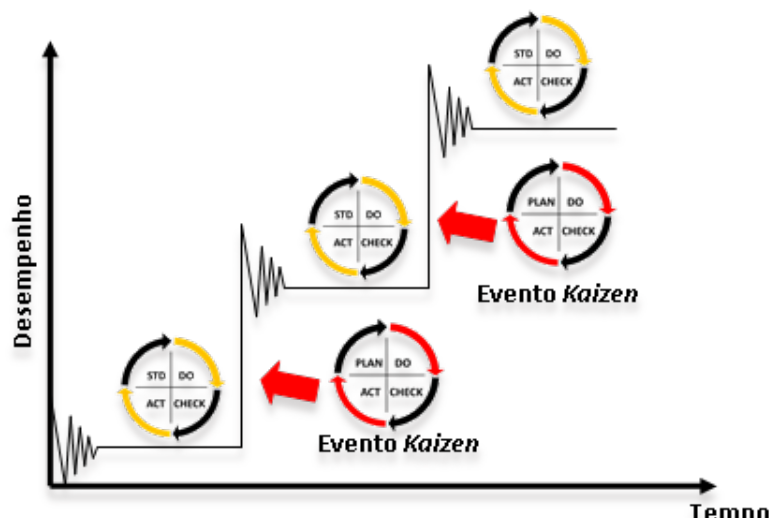 STD DO
ACT CHECK
STD DO
ACT CHECK
PLAN DO
ACT CHECK
Evento Kaizen
Desempenho
STD DO
ACT CHECK
PLAN DO
ACT CHECK
Evento Kaizen
Tempo